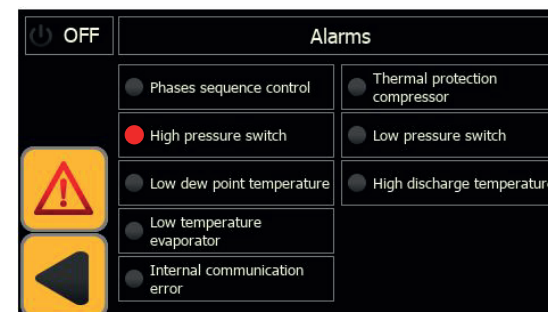 OFF
Alarms
Phases sequence control
Thermal protection
compressor
High pressure switch
Low pressure switch
Low dew point temperature
High discharge temperature
Low temperature
evaporator
Internal communication
error